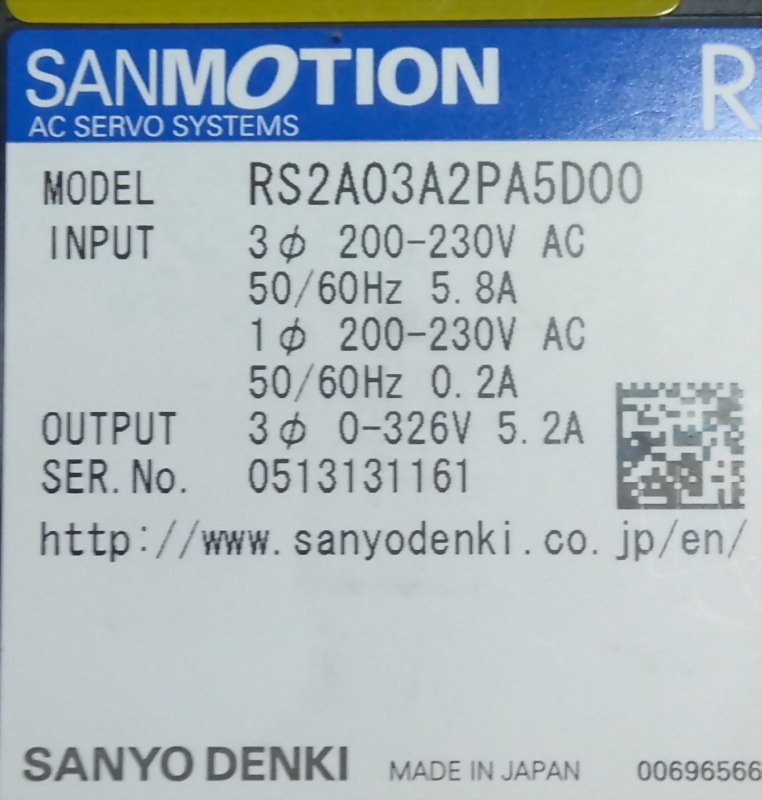 SANMOTION R
AC SERVO SYSTEMS
MODEL RS2A03A2PA5D00
INPUT 3φ 200-230V AC
50/60Hz 5.8A
1φ 200-230V AC
50/60Hz 0.2A
OUTPUT 3φ 0-326V 5.2A
SER.No. 0513131161
http://www.sanyodenki.co.jp/en/
SANYO DENKI MADE IN JAPAN 00696566